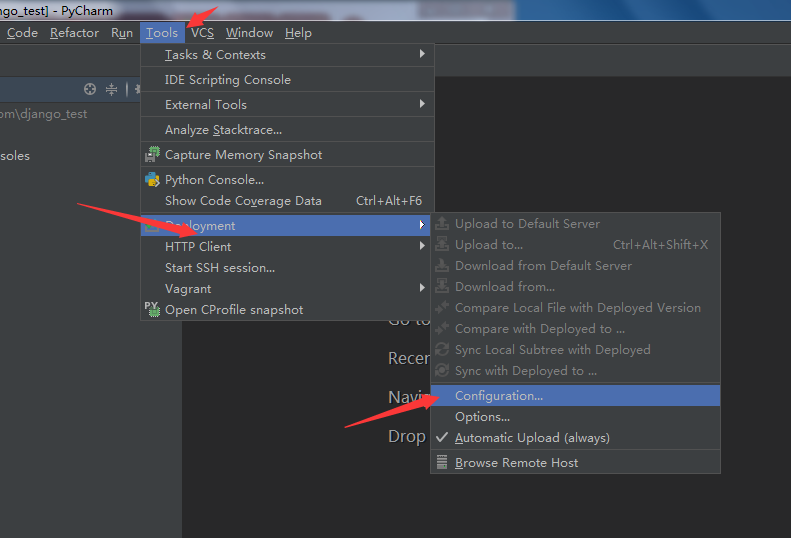 ngo_test] - PyCharm
Code Refactor Run Tools VCS Window Help
om\django_test
soles
Tasks & Contexts
IDE Scripting Console
External Tools
Analyze Stacktrace...
Capture Memory Snapshot
Python Console...
Show Code Coverage Data Ctrl+Alt+F6
Deployment
HTTP Client
Start SSH session...
Vagrant
Open CProfile snapshot
Upload to Default Server
Upload to... Ctrl+Alt+Shift+X
Download from Default Server
Download from...
Compare Local File with Deployed Version
Compare with Deployed to ...
Sync Local Subtree with Deployed
Sync with Deployed to ...
Configuration...
Options...
Automatic Upload (always)
Browse Remote Host
Go to
Recen
Navi
Drop